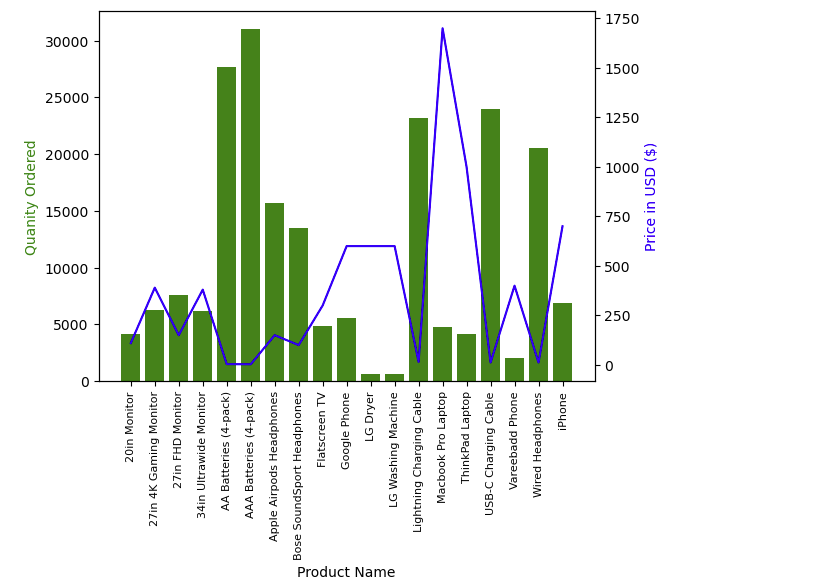 Quanity Ordered
30000
25000
20000
15000
10000
5000
0
1750
1500
1250
1000
750
500
250
0
Price in USD ($)
20in Monitor
27in 4K Gaming Monitor
27in FHD Monitor
34in Ultrawide Monitor
AA Batteries (4-pack)
AAA Batteries (4-pack)
Apple Airpods Headphones
Bose SoundSport Headphones
Flatscreen TV
Google Phone
LG Dryer
LG Washing Machine
Lightning Charging Cable
Macbook Pro Laptop
ThinkPad Laptop
USB-C Charging Cable
Vareebadd Phone
Wired Headphones
iPhone
Product Name